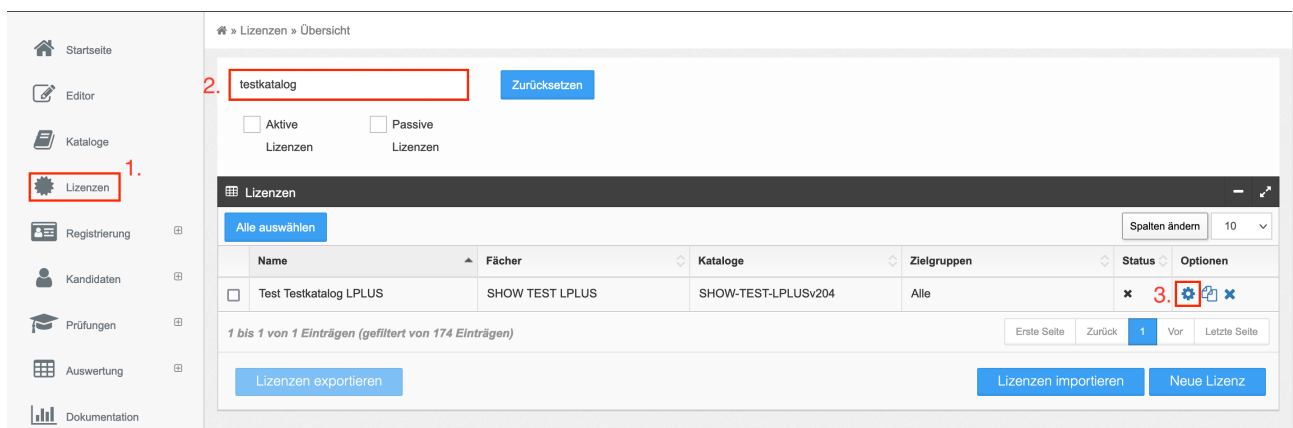 » Lizenzen » Übersicht
Startseite
Editor
Kataloge
1.
Lizenzen
Registrierung
Kandidaten
Prüfungen
Auswertung
Dokumentation
2.
testkatalog
Zurücksetzen
Aktive Lizenzen
Passive Lizenzen
Lizenzen
Alle auswählen
Spalten ändern
10
Name Fächer Kataloge Zielgruppen Status Optionen
Test Testkatalog LPLUS SHOW TEST LPLUS SHOW-TEST-LPLUSv204 Alle 3.
1 bis 1 von 1 Einträgen (gefiltert von 174 Einträgen)
Erste Seite Zurück 1 Vor Letzte Seite
Lizenzen exportieren
Lizenzen importieren
Neue Lizenz